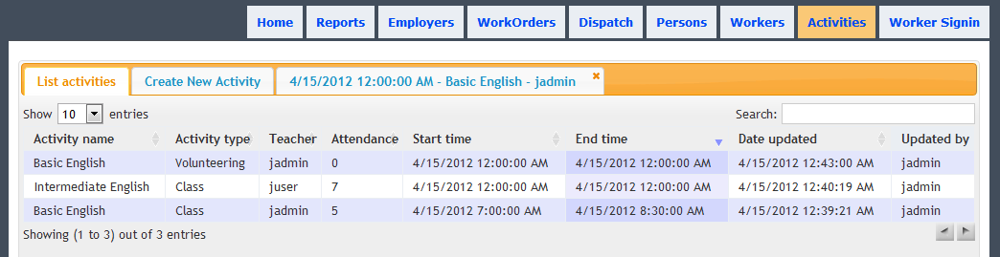 Home Reports Employers WorkOrders Dispatch Persons Workers Activities Worker Signin
List activities Create New Activity 4/15/2012 12:00:00 AM - Basic English - jadmin
Show 10 entries Search:
Activity name Activity type Teacher Attendance Start time End time Date updated Updated by
Basic English Volunteering jadmin 0 4/15/2012 12:00:00 AM 4/15/2012 12:00:00 AM 4/15/2012 12:43:00 AM jadmin
Intermediate English Class juser 7 4/15/2012 12:00:00 AM 4/15/2012 12:00:00 AM 4/15/2012 12:40:19 AM jadmin
Basic English Class jadmin 5 4/15/2012 7:00:00 AM 4/15/2012 8:30:00 AM 4/15/2012 12:39:21 AM jadmin
Showing (1 to 3) out of 3 entries